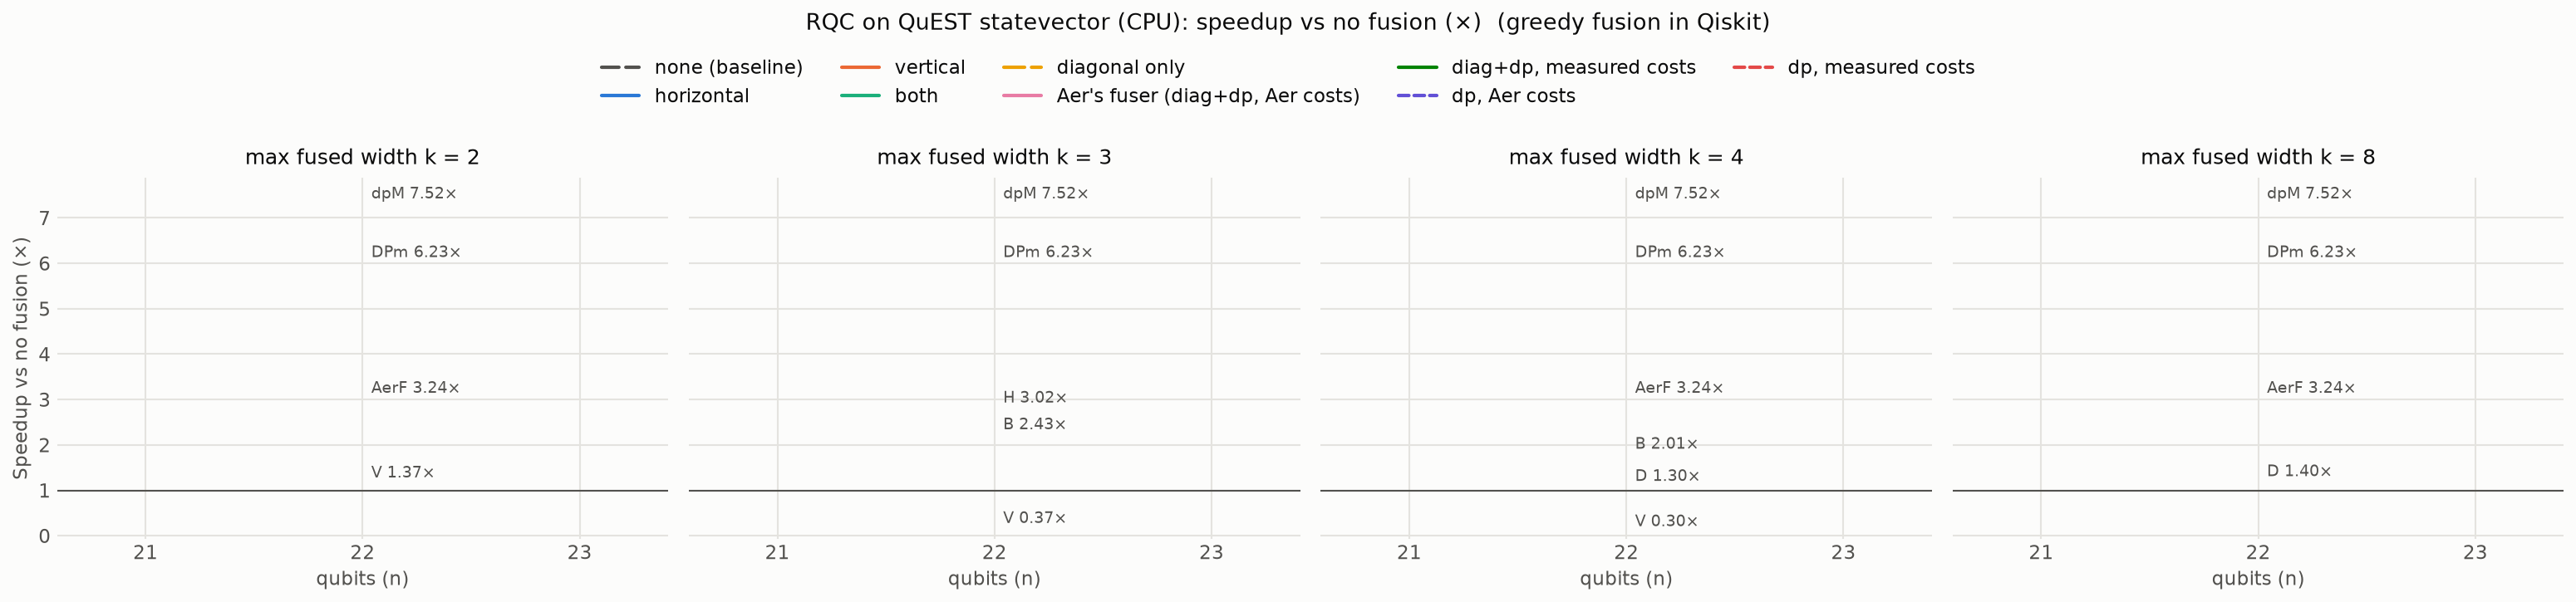 RQC on QuEST statevector (CPU): speedup vs no fusion (×)  (greedy fusion in Qiskit)
none (baseline)
horizontal
vertical
both
diagonal only
Aer's fuser (diag+dp, Aer costs)
diag+dp, measured costs
dp, Aer costs
dp, measured costs
Speedup vs no fusion (×)
max fused width k = 2
7
6
5
4
3
2
1
0
dpM 7.52×
DPm 6.23×
AerF 3.24×
V 1.37×
21
22
23
qubits (n)
max fused width k = 3
dpM 7.52×
DPm 6.23×
H 3.02×
B 2.43×
V 0.37×
21
22
23
qubits (n)
max fused width k = 4
dpM 7.52×
DPm 6.23×
AerF 3.24×
B 2.01×
D 1.30×
V 0.30×
21
22
23
qubits (n)
max fused width k = 8
dpM 7.52×
DPm 6.23×
AerF 3.24×
D 1.40×
21
22
23
qubits (n)